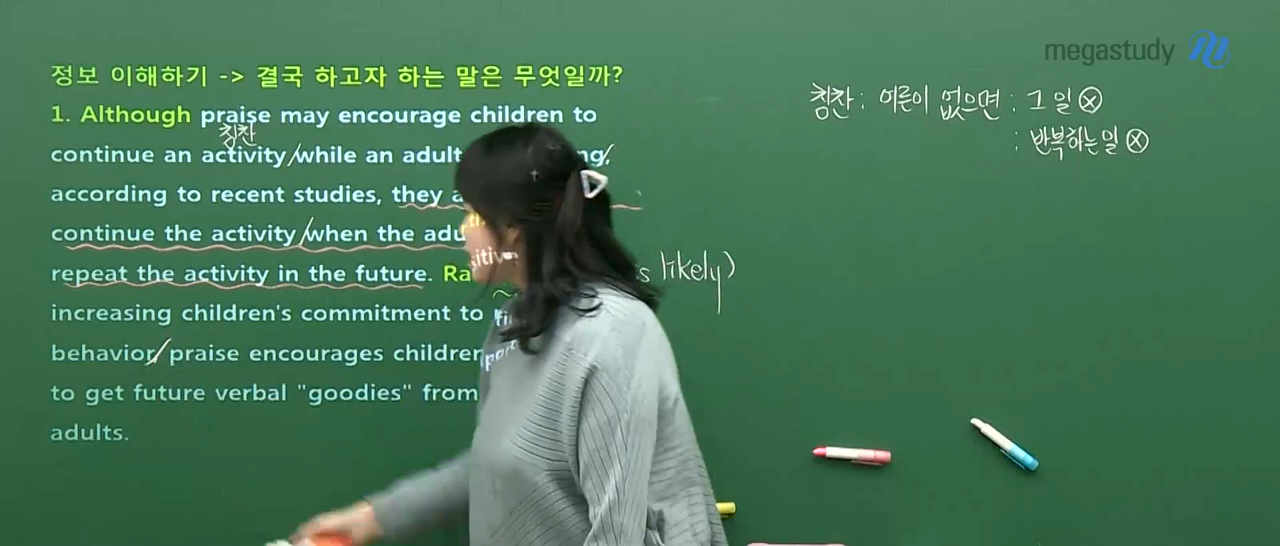 megastudy
정보 이해하기 -> 결국 하고자 하는 말은 무엇일까?
1. Although praise may encourage children to
칭찬
continue an activity/while an adult ng,
according to recent studies, they a
continue the activity/when the adu
repeat the activity in the future. Ra
increasing children's commitment to
behavior,/praise encourages children
to get future verbal "goodies" from
adults.
s likely)
칭찬 : 어른이 없으면 : 그 일 ⊗
: 반복하는 일 ⊗